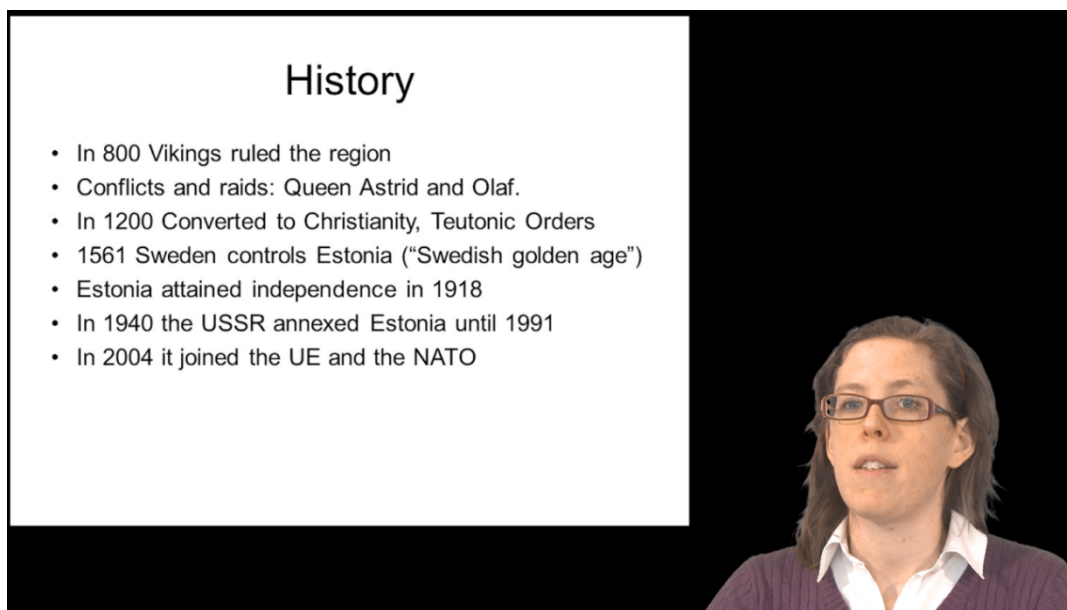 History
• In 800 Vikings ruled the region
• Conflicts and raids: Queen Astrid and Olaf.
• In 1200 Converted to Christianity, Teutonic Orders
• 1561 Sweden controls Estonia (“Swedish golden age”)
• Estonia attained independence in 1918
• In 1940 the USSR annexed Estonia until 1991
• In 2004 it joined the UE and the NATO